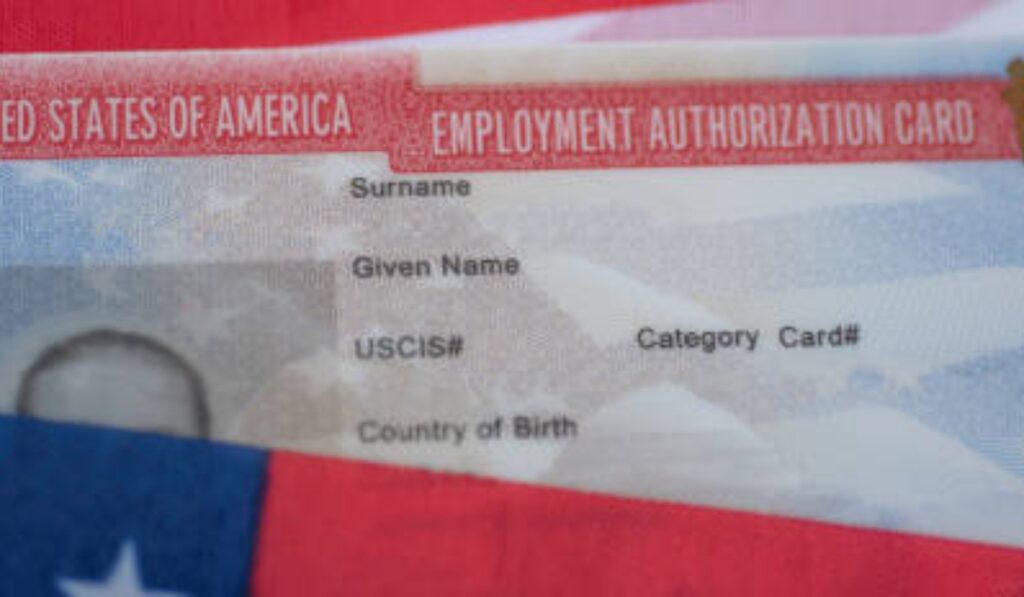 ED STATES OF AMERICA
EMPLOYMENT AUTHORIZATION CARD
Surname
Given Name
USCIS# Category Card#
Country of Birth